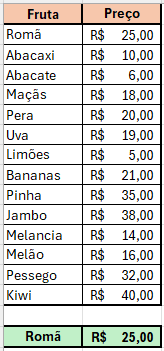 Fruta Preço
Romã R$ 25,00
Abacaxi R$ 10,00
Abacate R$ 6,00
Maçãs R$ 18,00
Pera R$ 20,00
Uva R$ 19,00
Limões R$ 5,00
Bananas R$ 21,00
Pinha R$ 35,00
Jambo R$ 38,00
Melancia R$ 14,00
Melão R$ 16,00
Pessego R$ 32,00
Kiwi R$ 40,00
Romã R$ 25,00